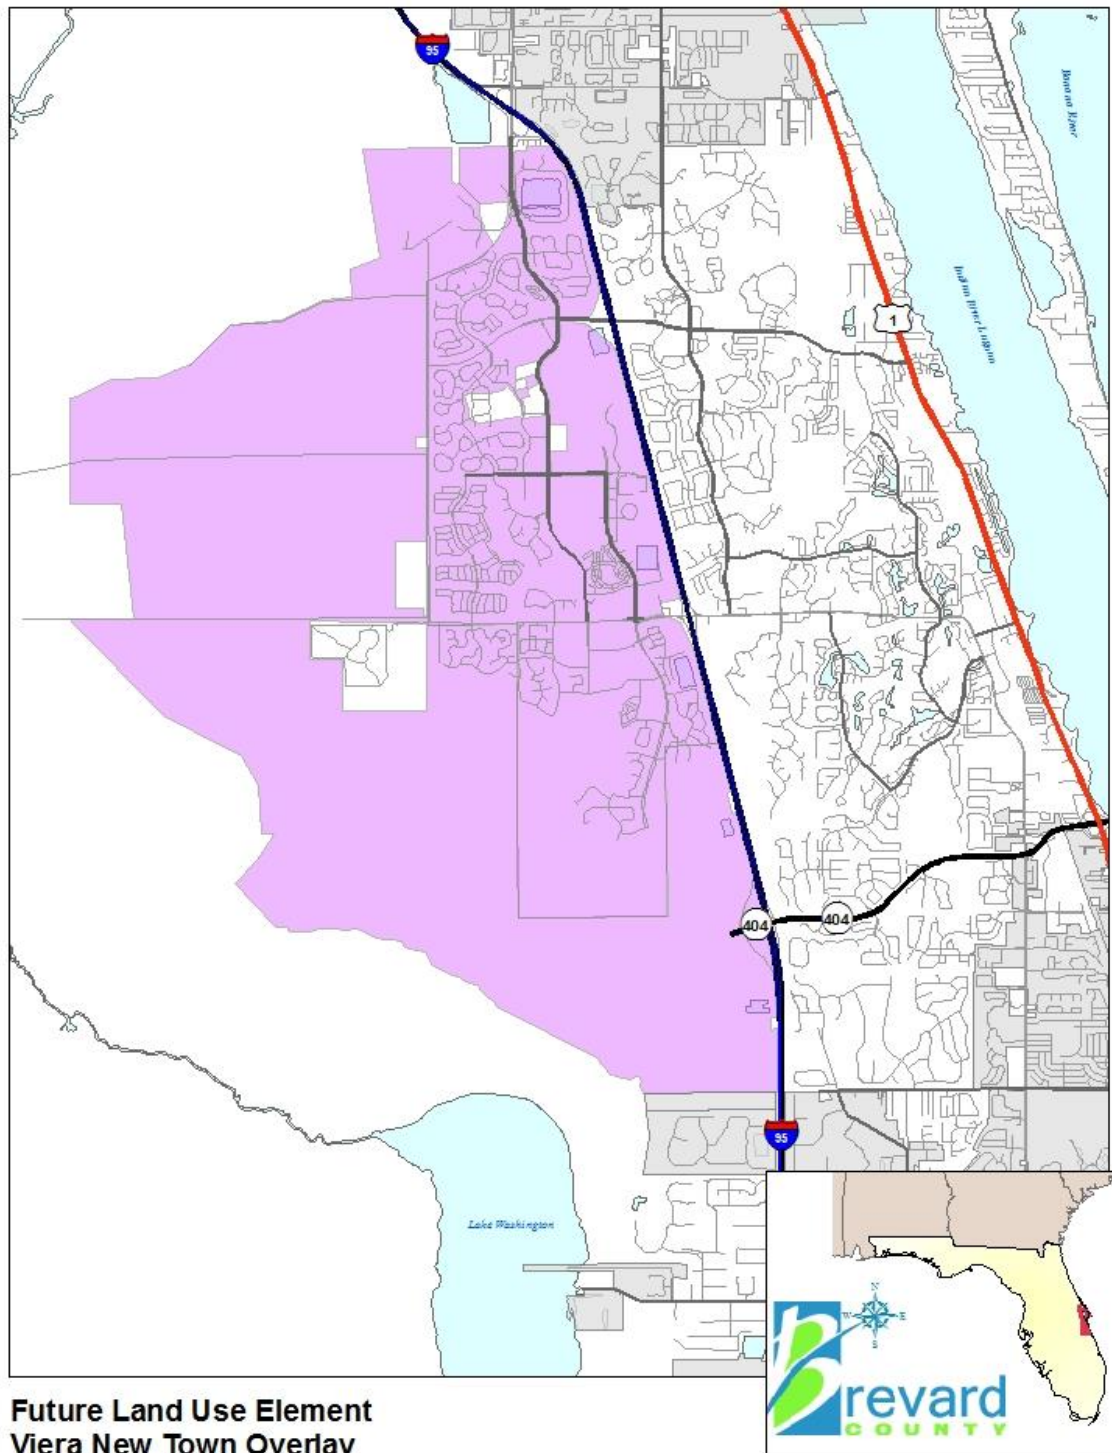 95
Banana River
Indian River Lagoon
1
404
404
95
Lake Washington
N
W
E
S
Brevard
COUNTY
Future Land Use Element
Viera New Town Overlay